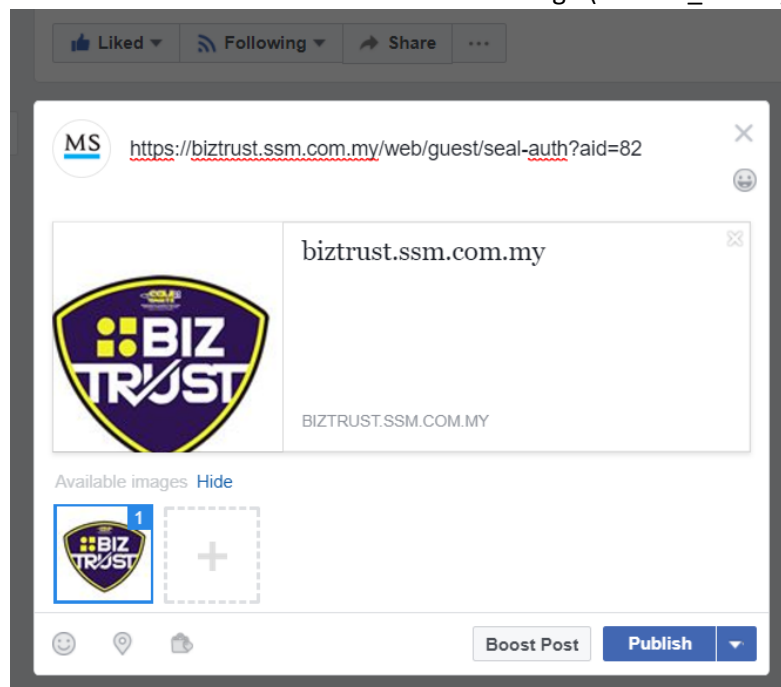 Liked Following Share ...
MS https://biztrust.ssm.com.my/web/guest/seal-auth?aid=82
biztrust.ssm.com.my
BIZ
TRUST
BIZTRUST.SSM.COM.MY
Available images Hide
1
BIZ
TRUST
Boost Post Publish